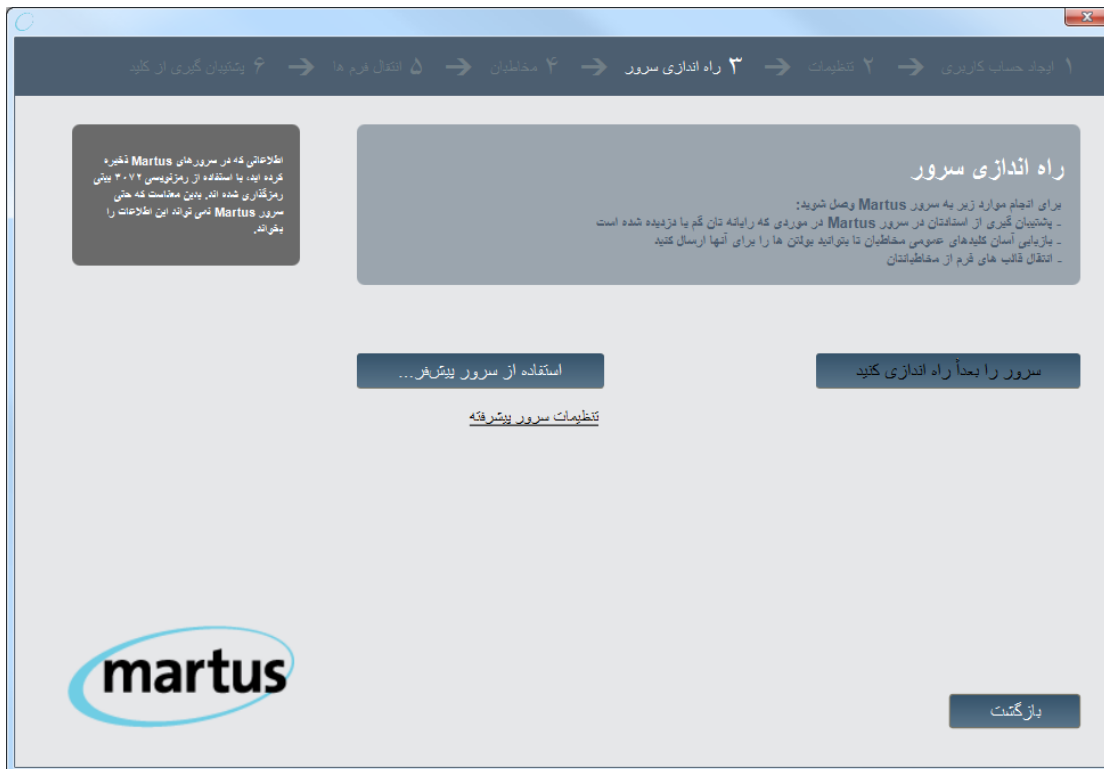 ۱ ایجاد حساب کاربری → ۲ تنظیمات → ۳ راه اندازی سرور → ۴ مخاطبان → ۵ انتقال فرم ها → ۶ پشتیبان گیری از کلید
راه اندازی سرور
برای انجام موارد زیر به سرور Martus وصل شوید:
ـ پشتیبان گیری از اسنادتان در سرور Martus در موردی که رایانه تان گم یا دزدیده شده است
ـ بازیابی آسان کلیدهای عمومی مخاطبان تا بتوانید بولتن ها را برای آنها ارسال کنید
ـ انتقال قالب های فرم از مخاطبانتان
اطلاعاتی که در سرورهای Martus ذخیره
کرده اید، با استفاده از رمزنویسی ۳۰۷۲ بیتی
رمزگذاری شده اند. بدین معناست که حتی
سرور Martus نمی تواند این اطلاعات را
بخواند.
سرور را بعداً راه اندازی کنید
استفاده از سرور پیش‌فر...
تنظیمات سرور پیشرفته
martus
بازگشت